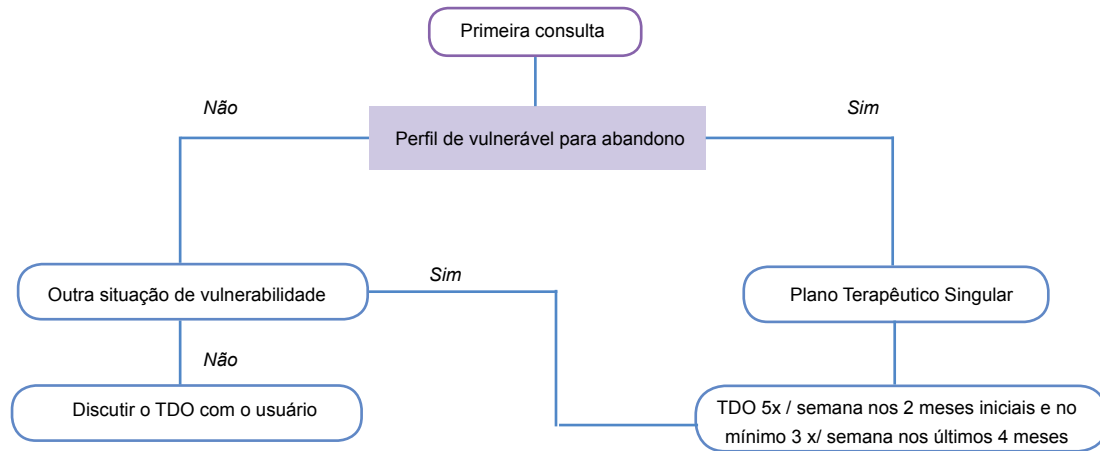 Primeira consulta
Não
Sim
Perfil de vulnerável para abandono
Outra situação de vulnerabilidade
Sim
Plano Terapêutico Singular
Não
Discutir o TDO com o usuário
TDO 5x / semana nos 2 meses iniciais e no
mínimo 3 x/ semana nos últimos 4 meses